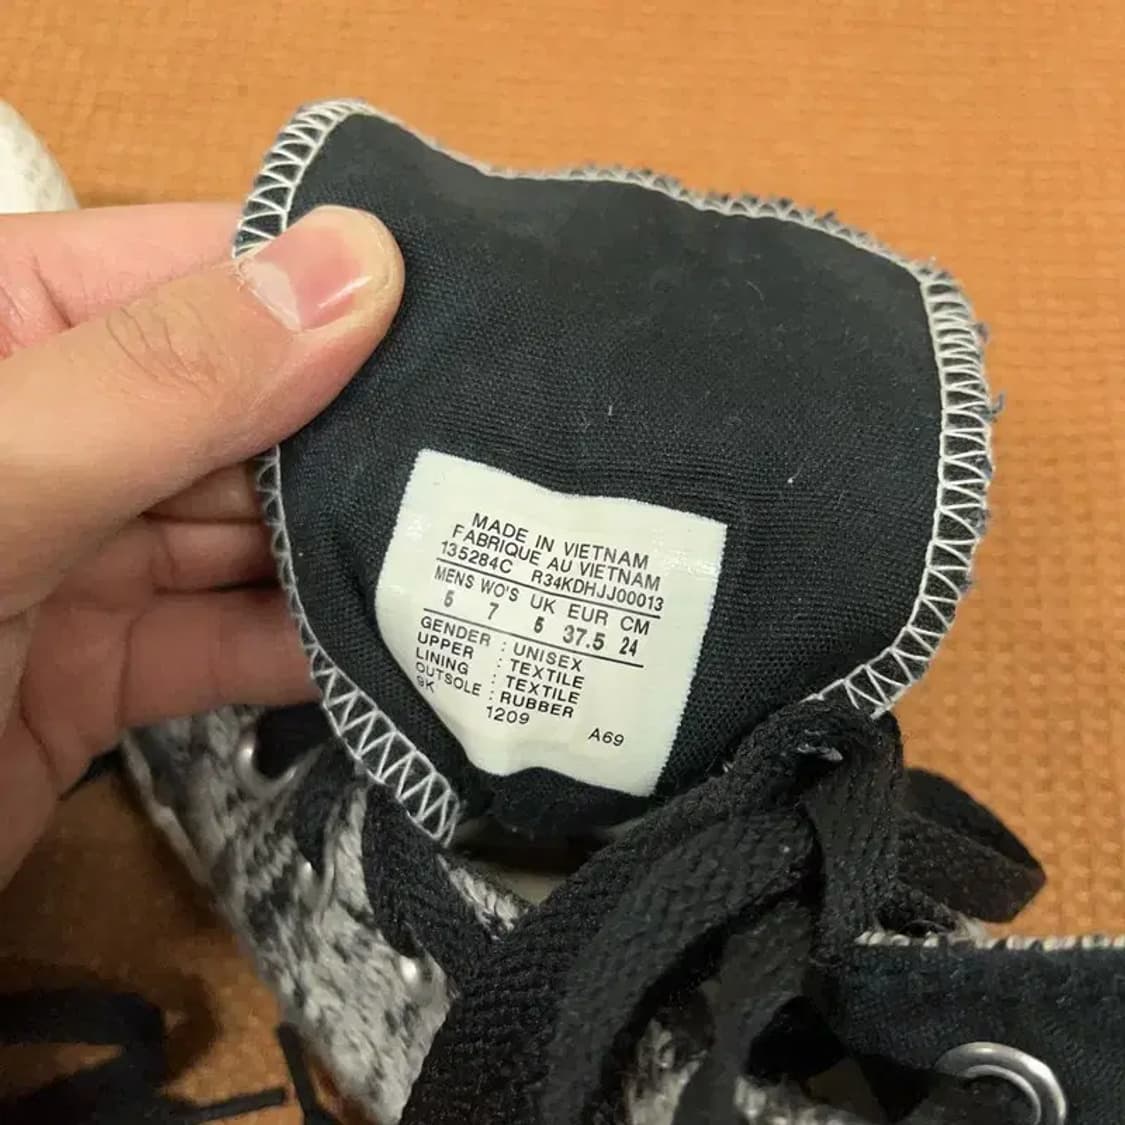 MADE IN VIETNAM
FABRIQUE AU VIETNAM
135284C R34KDHJJ00013
MENS WO'S UK EUR CM
5 7 5 37.5 24
GENDER : UNISEX
UPPER : TEXTILE
LINING : TEXTILE
OUTSOLE : RUBBER
9K 1209 A69